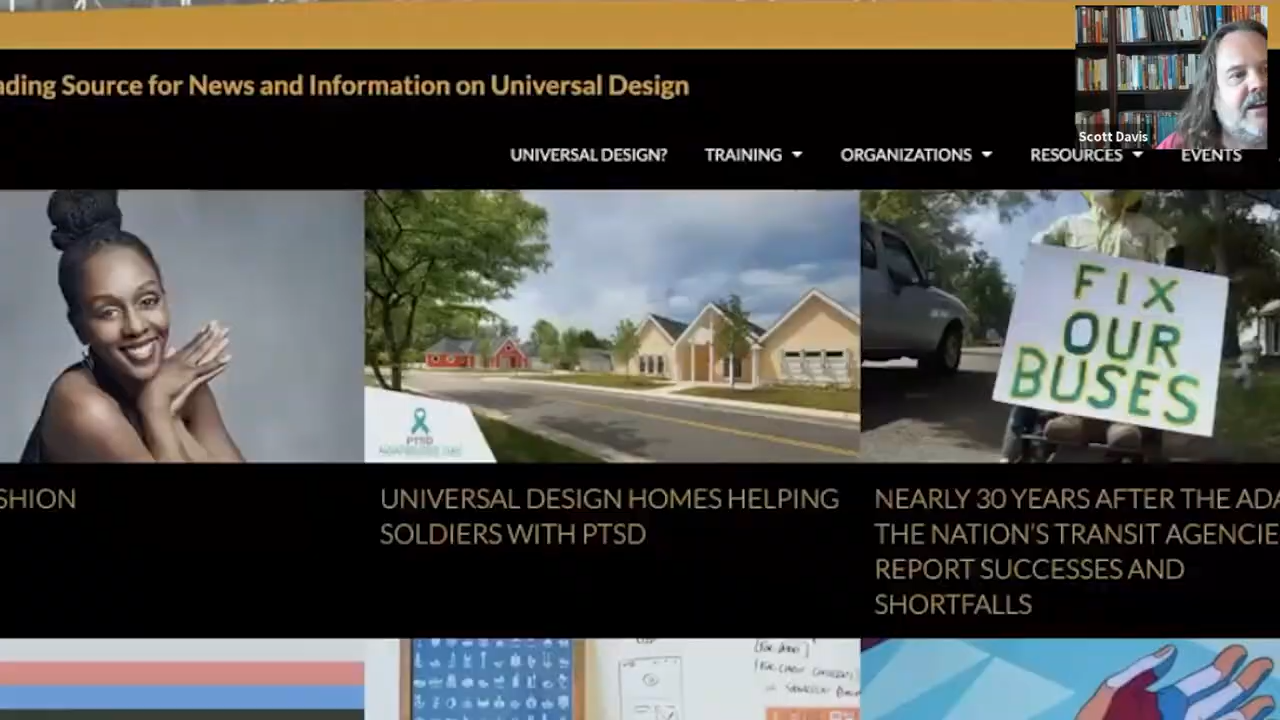 ading Source for News and Information on Universal Design
Scott Davis
UNIVERSAL DESIGN? TRAINING ORGANIZATIONS RESOURCES EVENTS
FIX
OUR
BUSES
PTSD
SHION
UNIVERSAL DESIGN HOMES HELPING
SOLDIERS WITH PTSD
NEARLY 30 YEARS AFTER THE ADA
THE NATION'S TRANSIT AGENCIE
REPORT SUCCESSES AND
SHORTFALLS